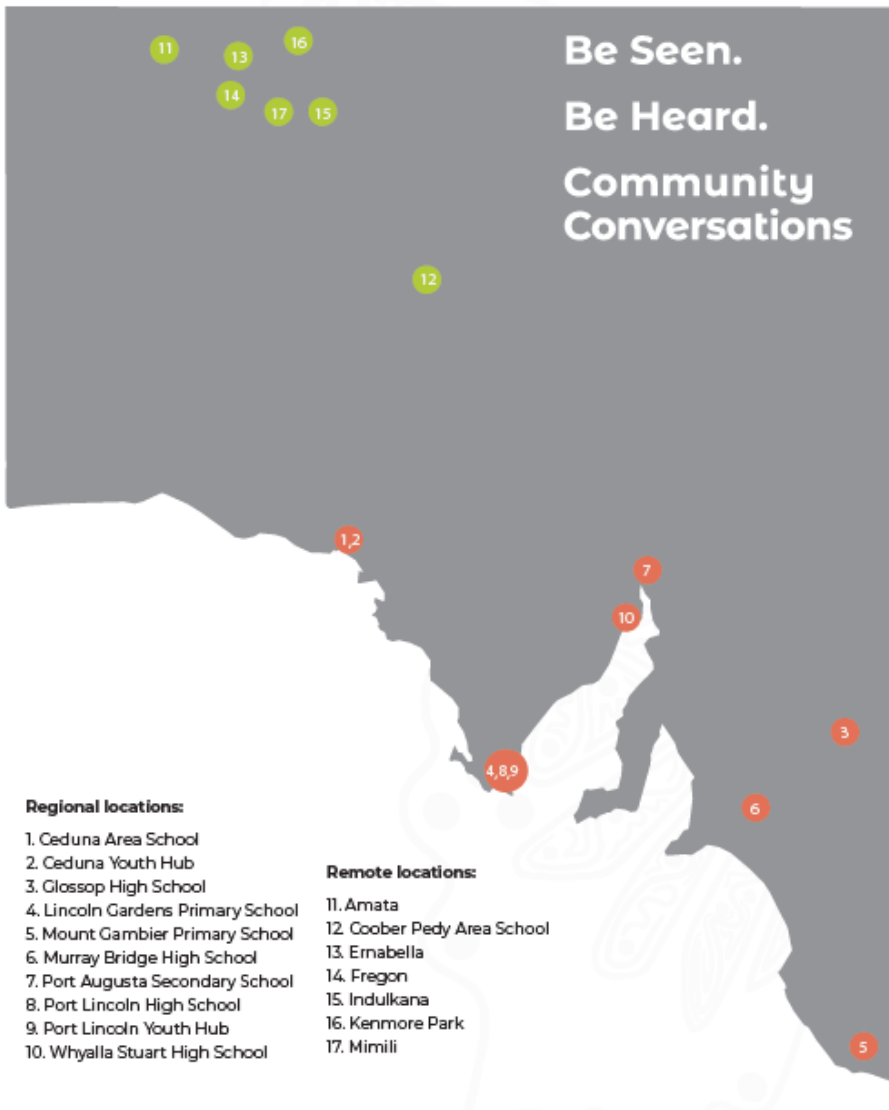 Be Seen.
Be Heard.
Community
Conversations
11
13
16
14
17
15
12
1,2
7
10
3
4,8,9
6
5
Regional locations:
1. Ceduna Area School
2. Ceduna Youth Hub
3. Glossop High School
4. Lincoln Gardens Primary School
5. Mount Gambier Primary School
6. Murray Bridge High School
7. Port Augusta Secondary School
8. Port Lincoln High School
9. Port Lincoln Youth Hub
10. Whyalla Stuart High School
Remote locations:
11. Amata
12. Coober Pedy Area School
13. Ernabella
14. Fregon
15. Indulkana
16. Kenmore Park
17. Mimili